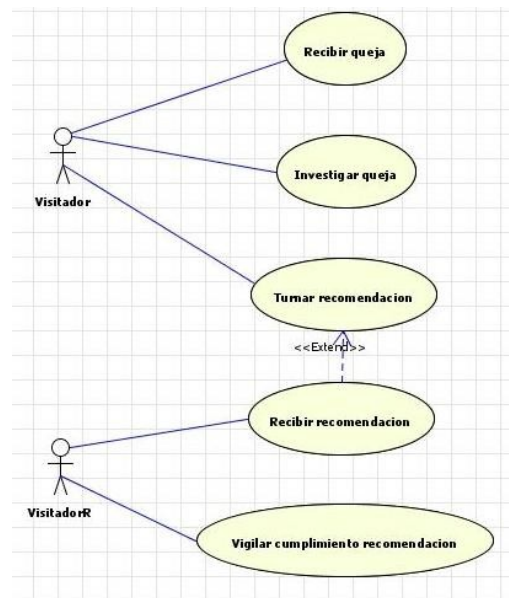 Recibir queja
Investigar queja
Visitador
Turnar recomendacion
<<Extend>>
Recibir recomendacion
VisitadorR
Vigilar cumplimiento recomendacion